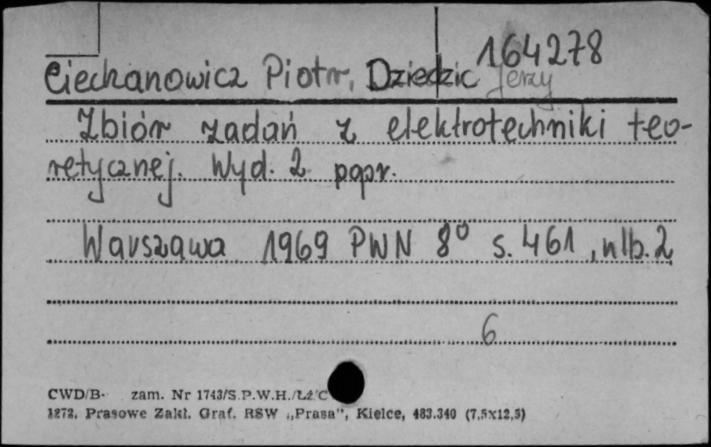 164278
Ciechanowicz Piotr, Dziedzic Jerzy
Zbiór zadań z elektrotechniki teo-
retycznej. Wyd. 2 popr.
Warszawa 1969 PWN 8° s. 461, nlb. 2
6
CWD/B- zam. Nr 1743/S P.W.H.
1272. Prasowe Zakł. Graf. RSW „Prasa", Kielce, 483.340 (7,5x12,5)